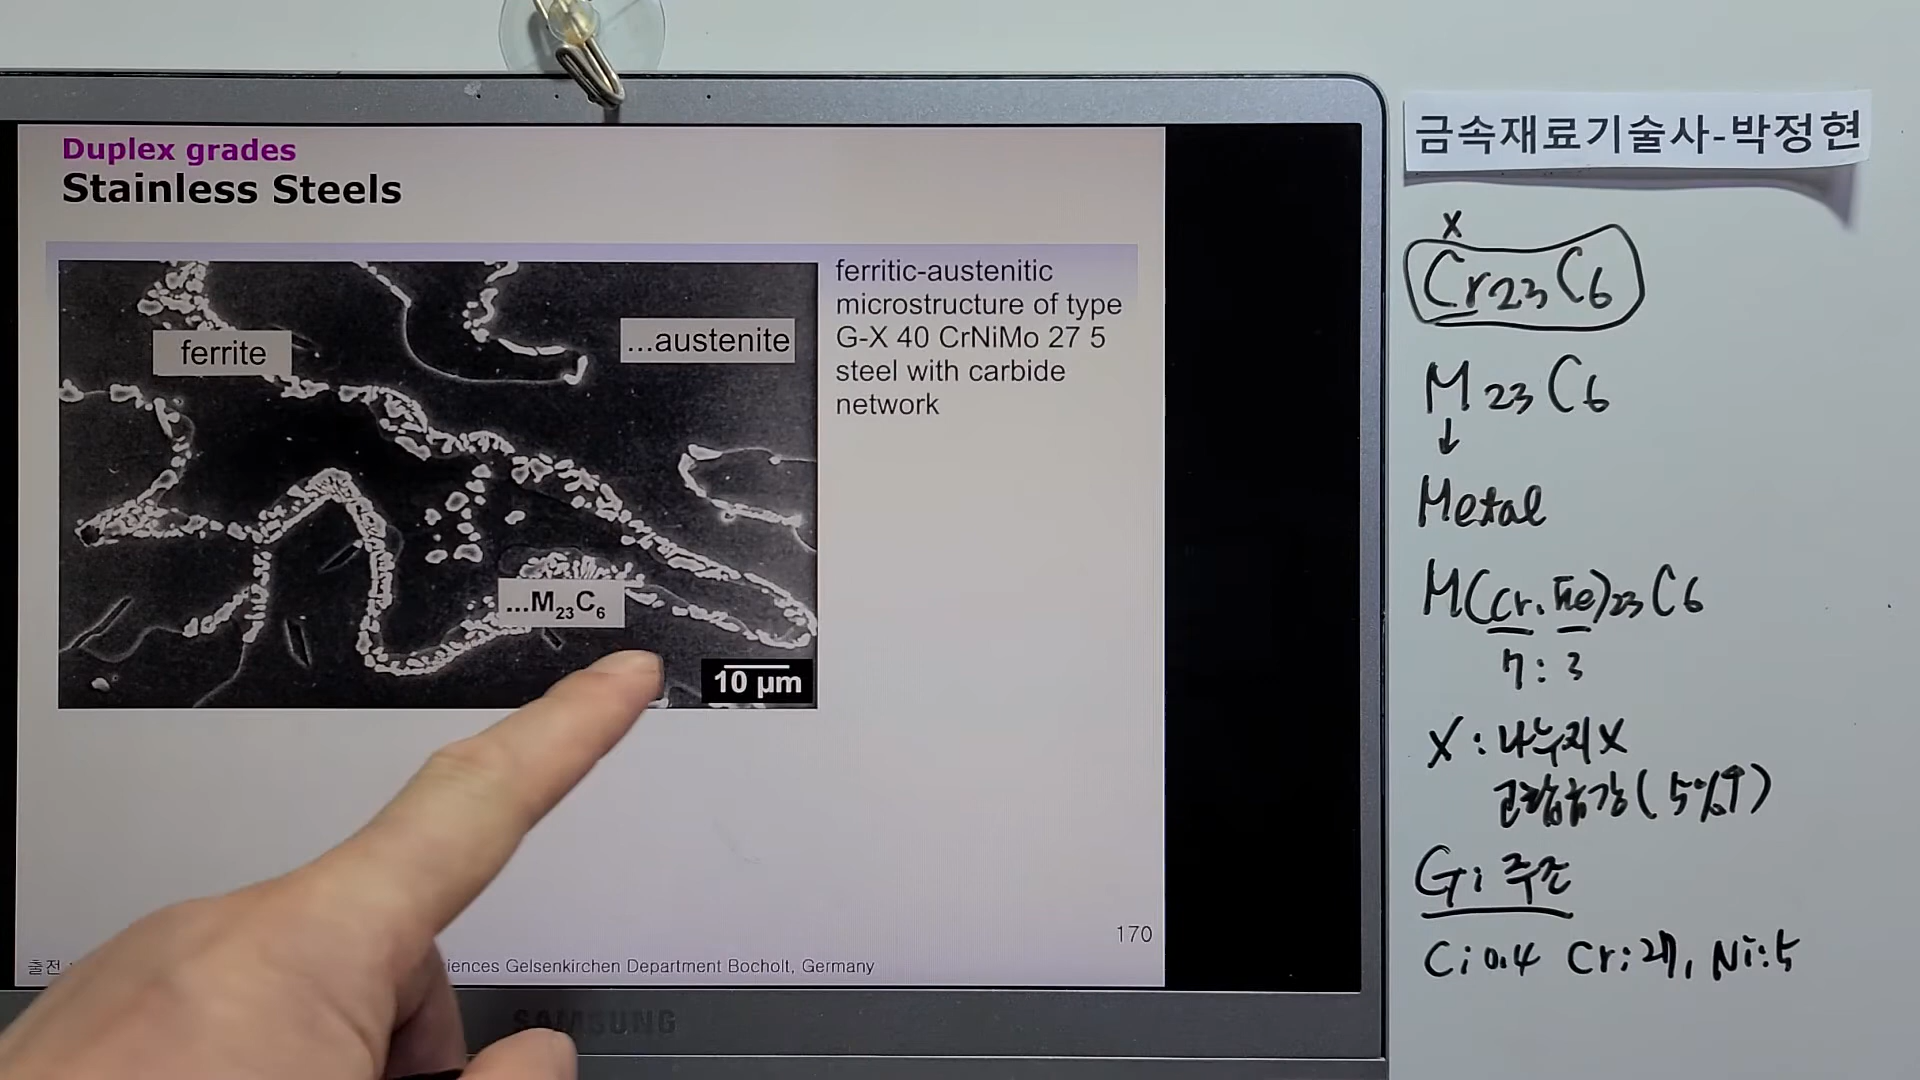 Duplex grades
Stainless Steels
ferrite
...austenite
...M₂₃C₆
10 µm
ferritic-austenitic
microstructure of type
G-X 40 CrNiMo 27 5
steel with carbide
network
170
출전 :
iences Gelsenkirchen Department Bocholt, Germany
SAMSUNG
금속재료기술사-박정현
X
Cr23C6
M23C6
↓
Metal
M(Cr.Fe)23C6
7:3
X: 나누지X
고합금강(5%↑)
G; 주조
C; 0.4 Cr; 27, Ni:5